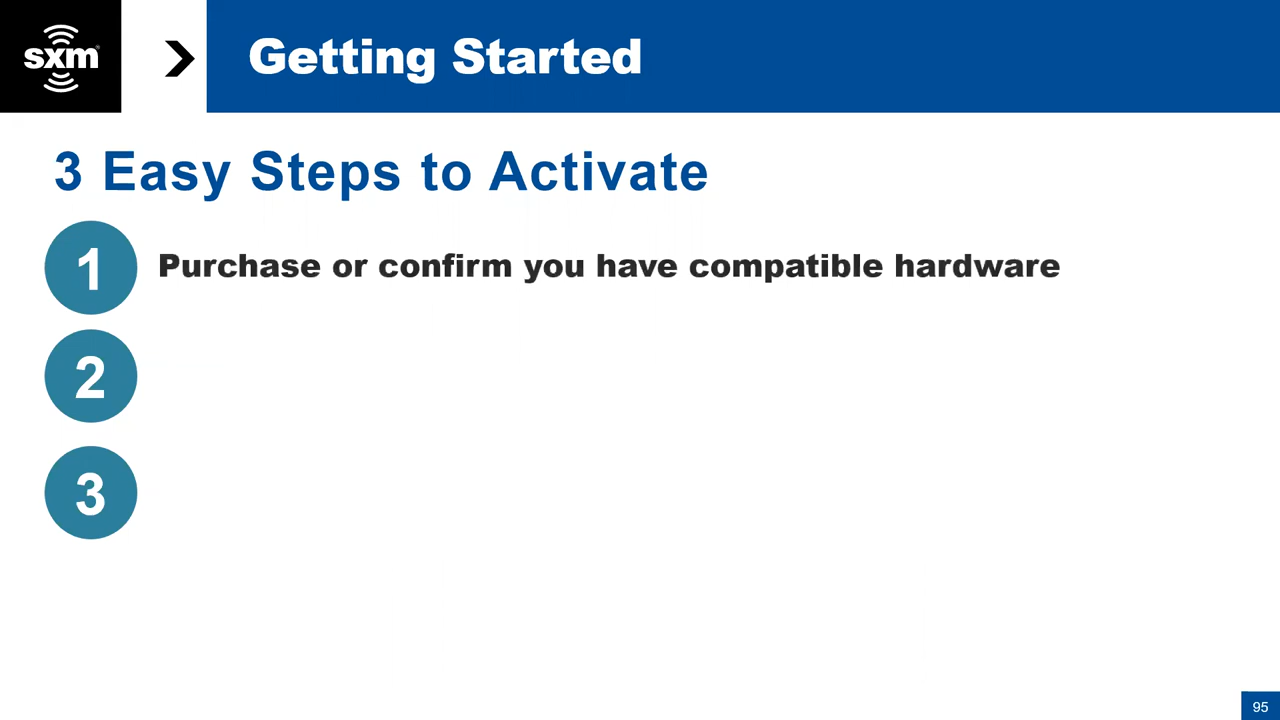 sxm
Getting Started
3 Easy Steps to Activate
1 Purchase or confirm you have compatible hardware
2
3
95